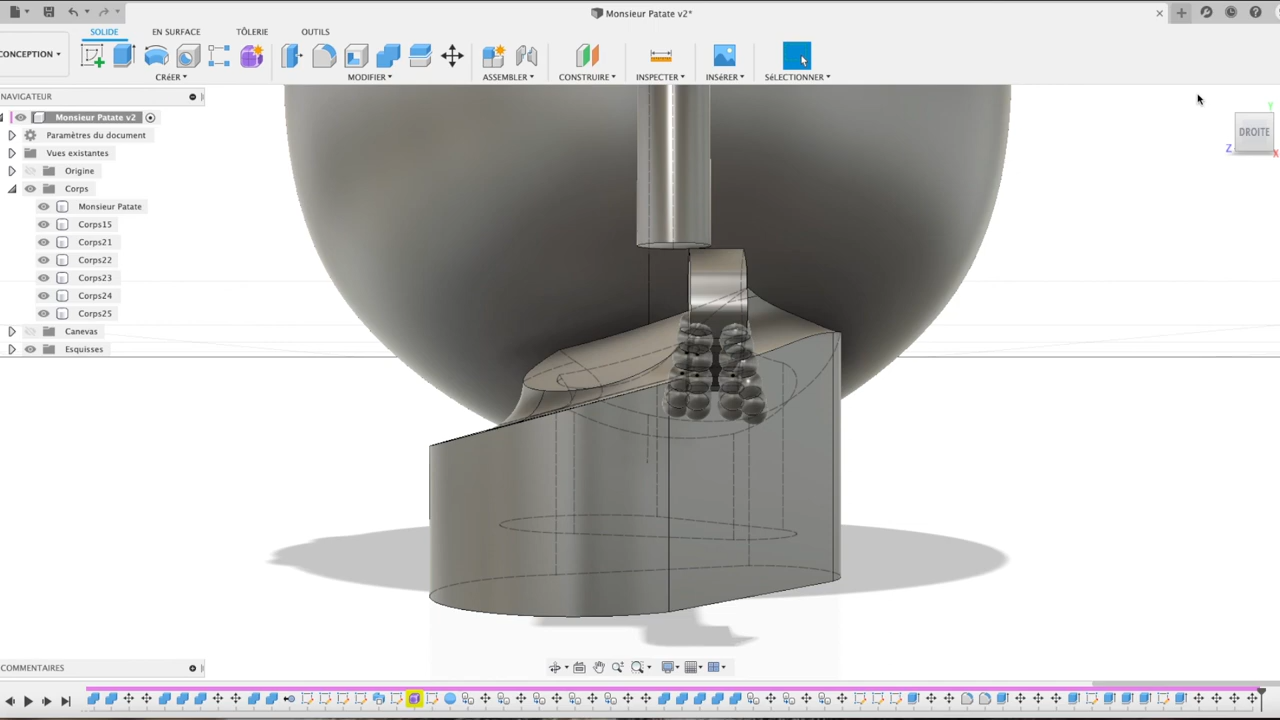 Monsieur Patate v2*
SOLIDE EN SURFACE TÔLERIE OUTILS
CONCEPTION
CRÉER MODIFIER ASSEMBLER CONSTRUIRE INSPECTER INSÉRER SÉLECTIONNER
NAVIGATEUR
Monsieur Patate v2
Paramètres du document
Vues existantes
Origine
Corps
Monsieur Patate
Corps15
Corps21
Corps22
Corps23
Corps24
Corps25
Canevas
Esquisses
Y
DROITE
Z X
COMMENTAIRES